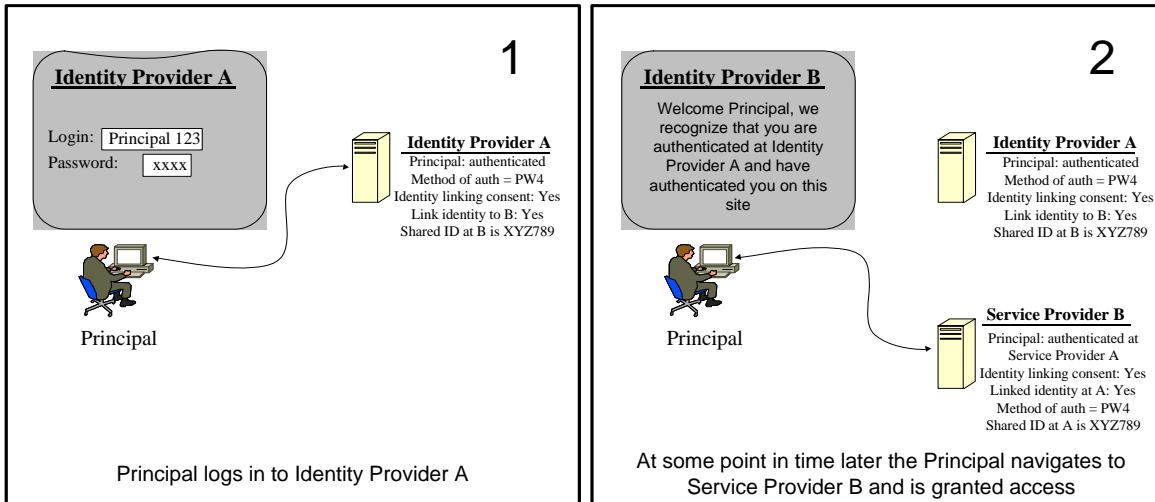 1
Identity Provider A
Login: Principal 123
Password: xxxx
Identity Provider A
Principal: authenticated
Method of auth = PW4
Identity linking consent: Yes
Link identity to B: Yes
Shared ID at B is XYZ789
Principal
Principal logs in to Identity Provider A
2
Identity Provider B
Welcome Principal, we
recognize that you are
authenticated at Identity
Provider A and have
authenticated you on this
site
Identity Provider A
Principal: authenticated
Method of auth = PW4
Identity linking consent: Yes
Link identity to B: Yes
Shared ID at B is XYZ789
Principal
Service Provider B
Principal: authenticated at
Service Provider A
Identity linking consent: Yes
Linked identity at A: Yes
Method of auth = PW4
Shared ID at A is XYZ789
At some point in time later the Principal navigates to
Service Provider B and is granted access